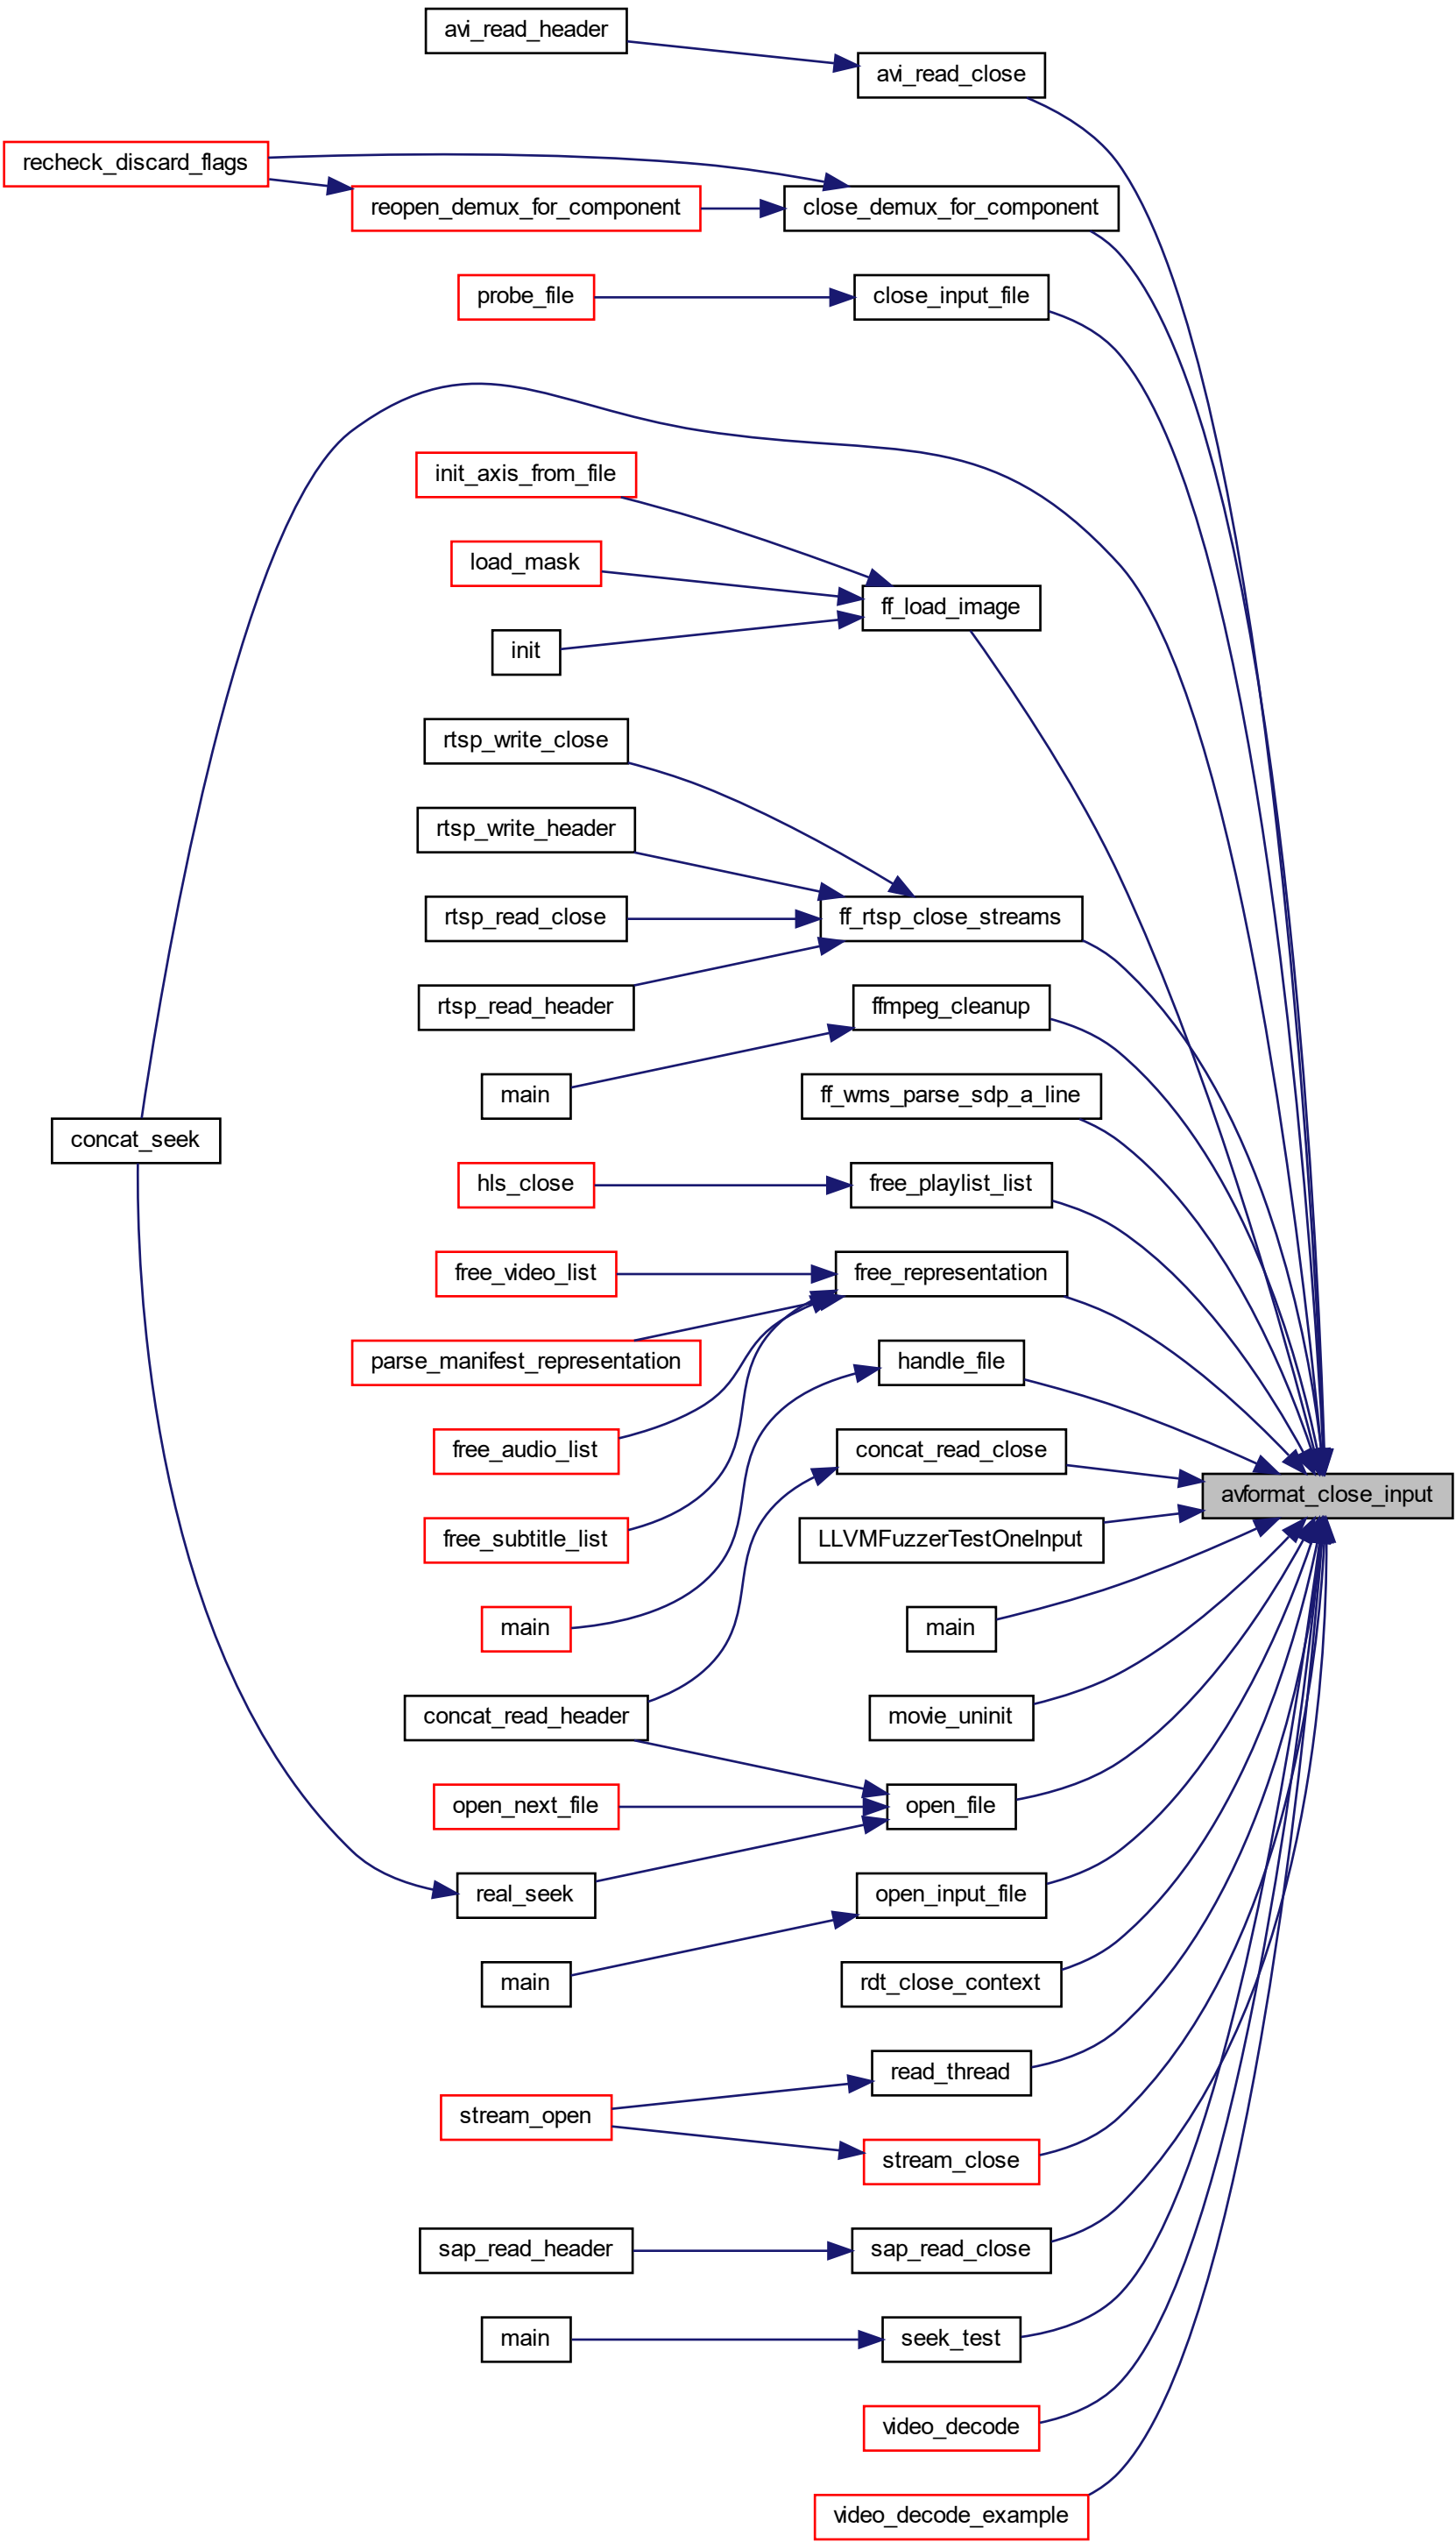 avi_read_header
avi_read_close
recheck_discard_flags
reopen_demux_for_component
close_demux_for_component
probe_file
close_input_file
init_axis_from_file
load_mask
ff_load_image
init
rtsp_write_close
rtsp_write_header
rtsp_read_close
ff_rtsp_close_streams
rtsp_read_header
ffmpeg_cleanup
main
ff_wms_parse_sdp_a_line
concat_seek
hls_close
free_playlist_list
free_video_list
free_representation
parse_manifest_representation
handle_file
free_audio_list
concat_read_close
avformat_close_input
free_subtitle_list
LLVMFuzzerTestOneInput
main
main
concat_read_header
movie_uninit
open_next_file
open_file
real_seek
open_input_file
main
rdt_close_context
read_thread
stream_open
stream_close
sap_read_header
sap_read_close
main
seek_test
video_decode
video_decode_example